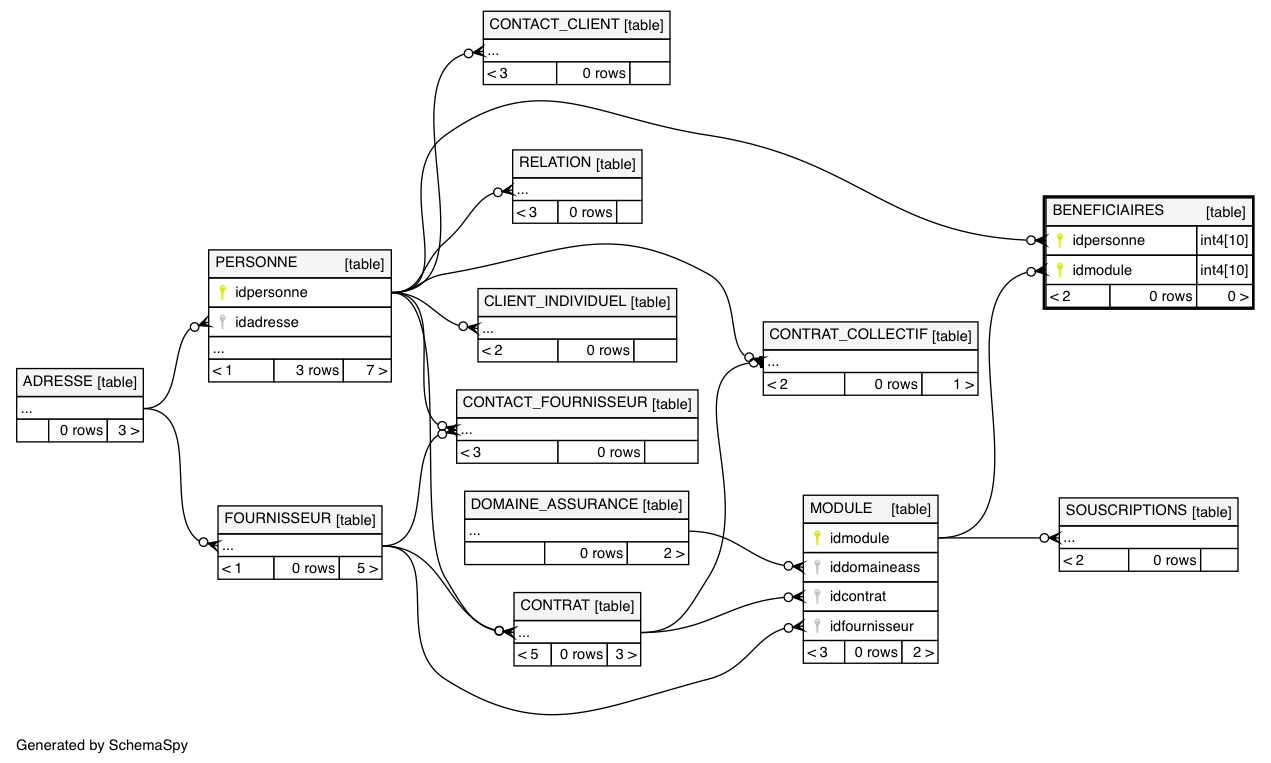 CONTACT_CLIENT [table]
...
< 3 0 rows
RELATION [table]
...
< 3 0 rows
BENEFICIAIRES [table]
idpersonne int4[10]
idmodule int4[10]
< 2 0 rows 0 >
PERSONNE [table]
idpersonne
idadresse
...
< 1 3 rows 7 >
CLIENT_INDIVIDUEL [table]
...
< 2 0 rows
CONTRAT_COLLECTIF [table]
...
< 2 0 rows 1 >
ADRESSE [table]
...
0 rows 3 >
CONTACT_FOURNISSEUR [table]
...
< 3 0 rows
DOMAINE_ASSURANCE [table]
...
0 rows 2 >
MODULE [table]
idmodule
iddomaineass
idcontrat
idfournisseur
< 3 0 rows 2 >
SOUSCRIPTIONS [table]
...
< 2 0 rows
FOURNISSEUR [table]
...
< 1 0 rows 5 >
CONTRAT [table]
...
< 5 0 rows 3 >
Generated by SchemaSpy